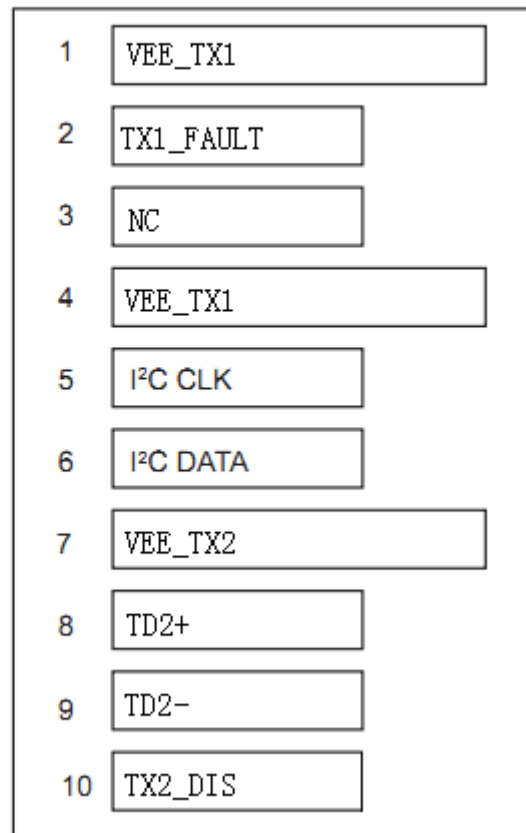 1 VEE_TX1
2 TX1_FAULT
3 NC
4 VEE_TX1
5 I²C CLK
6 I²C DATA
7 VEE_TX2
8 TD2+
9 TD2-
10 TX2_DIS